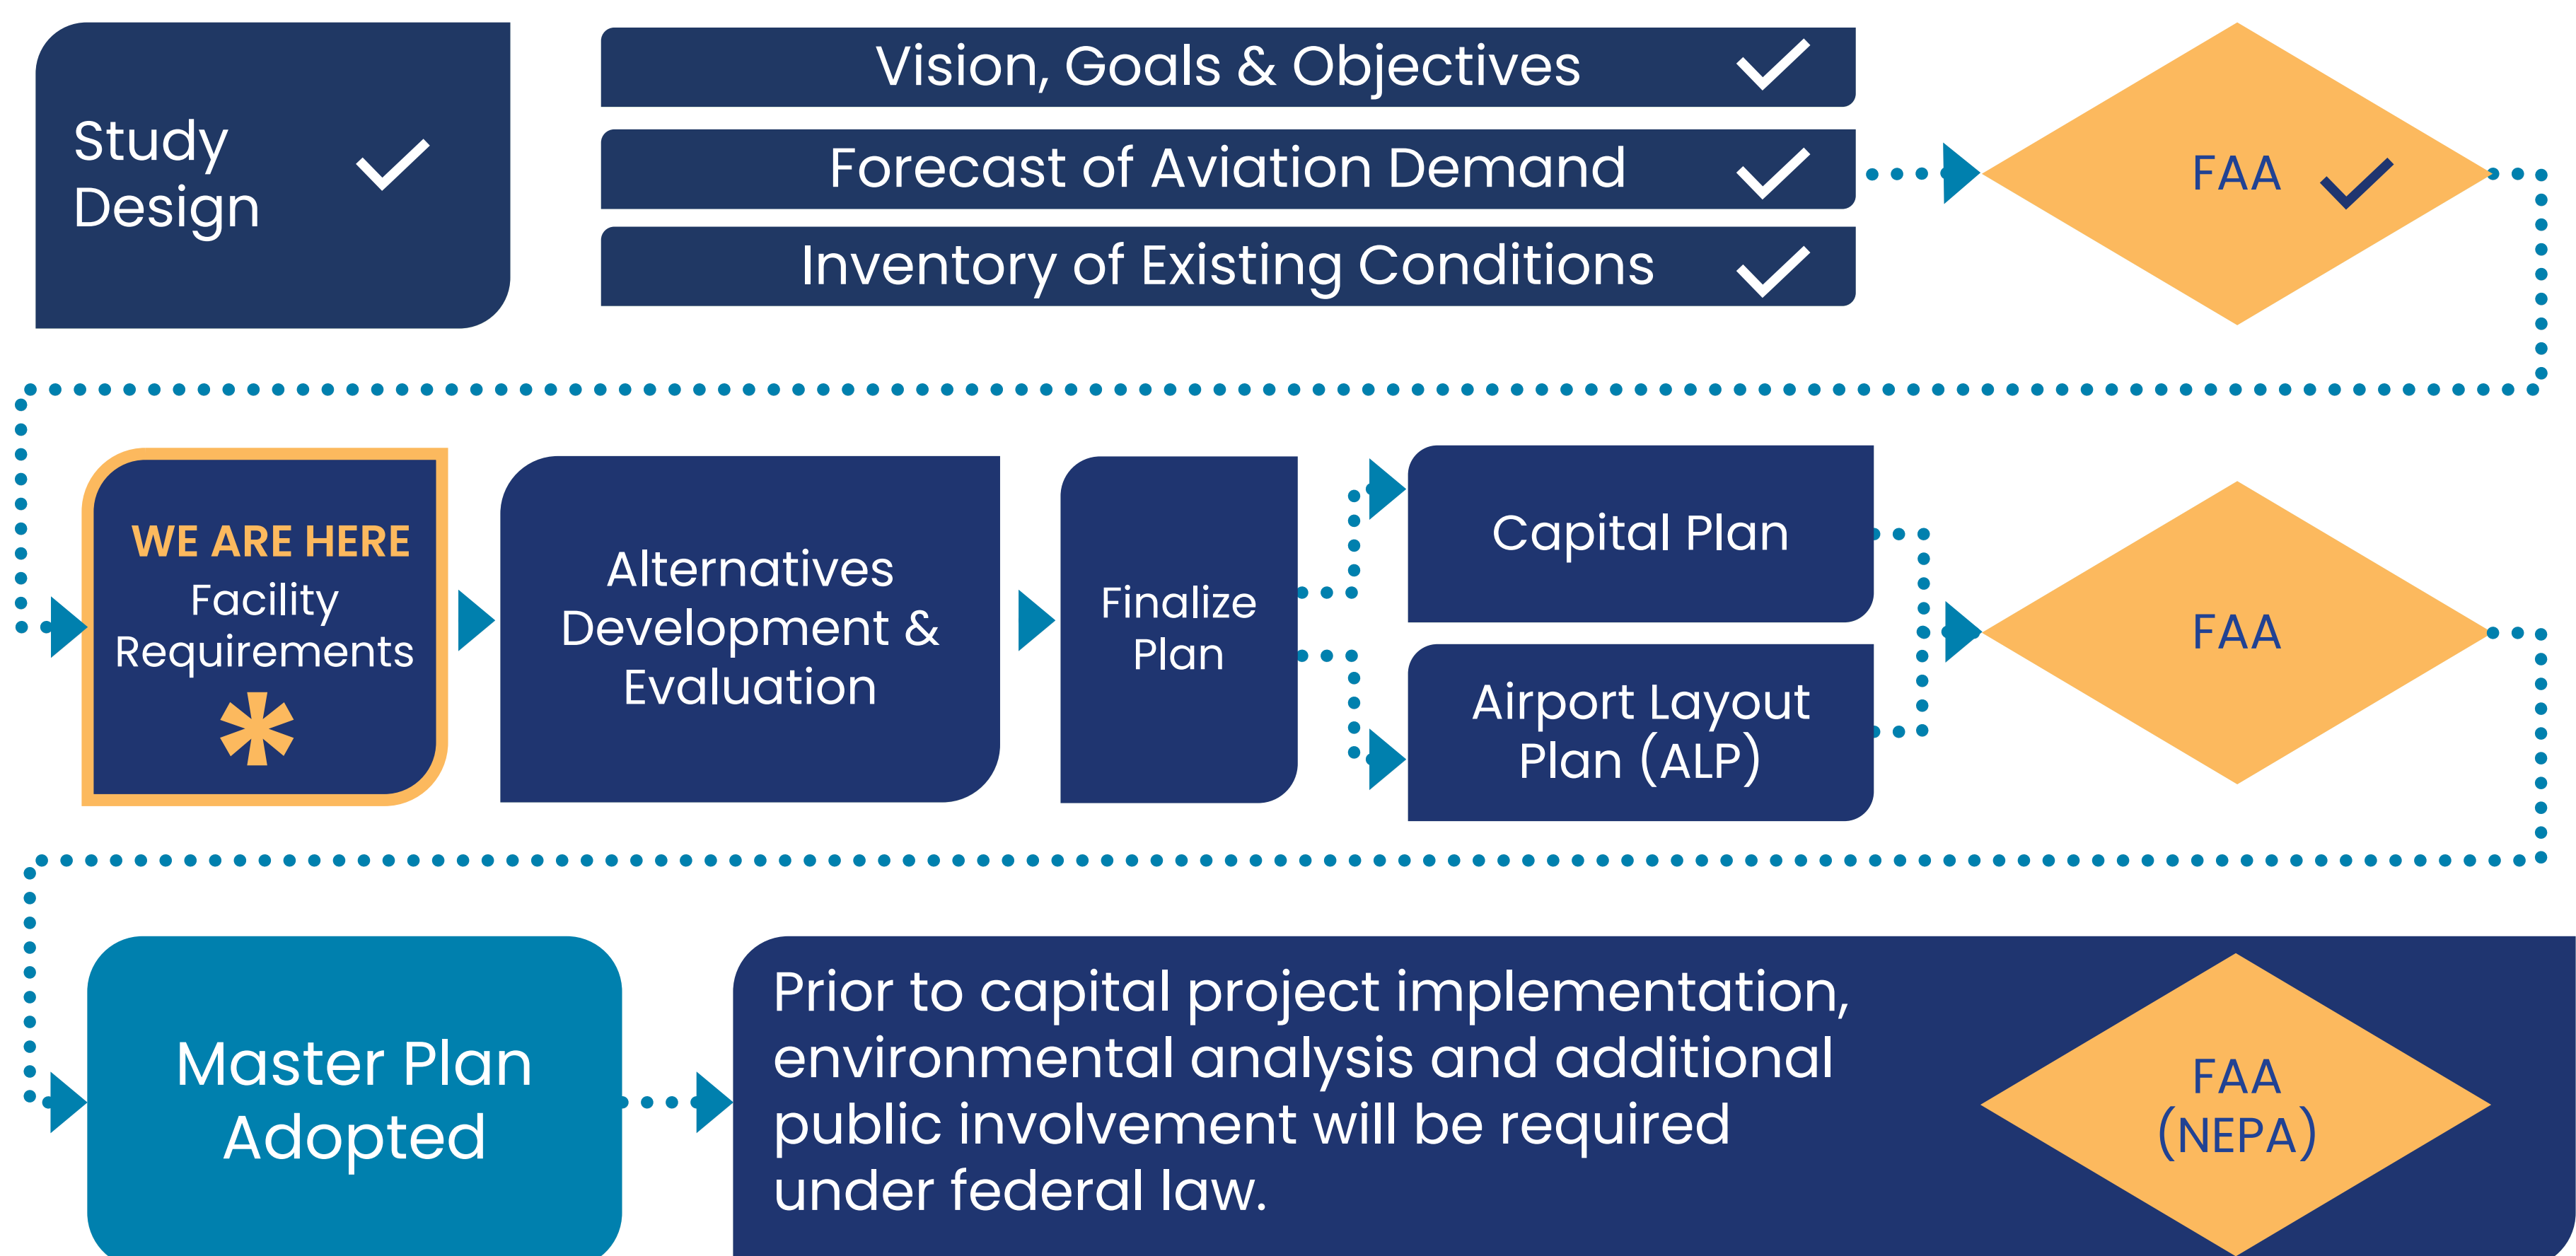 Study
Design
Vision, Goals & Objectives
Forecast of Aviation Demand
Inventory of Existing Conditions
FAA
WE ARE HERE
Facility
Requirements
*
Alternatives
Development &
Evaluation
Finalize
Plan
Capital Plan
Airport Layout
Plan (ALP)
FAA
Master Plan
Adopted
Prior to capital project implementation,
environmental analysis and additional
public involvement will be required
under federal law.
FAA
(NEPA)